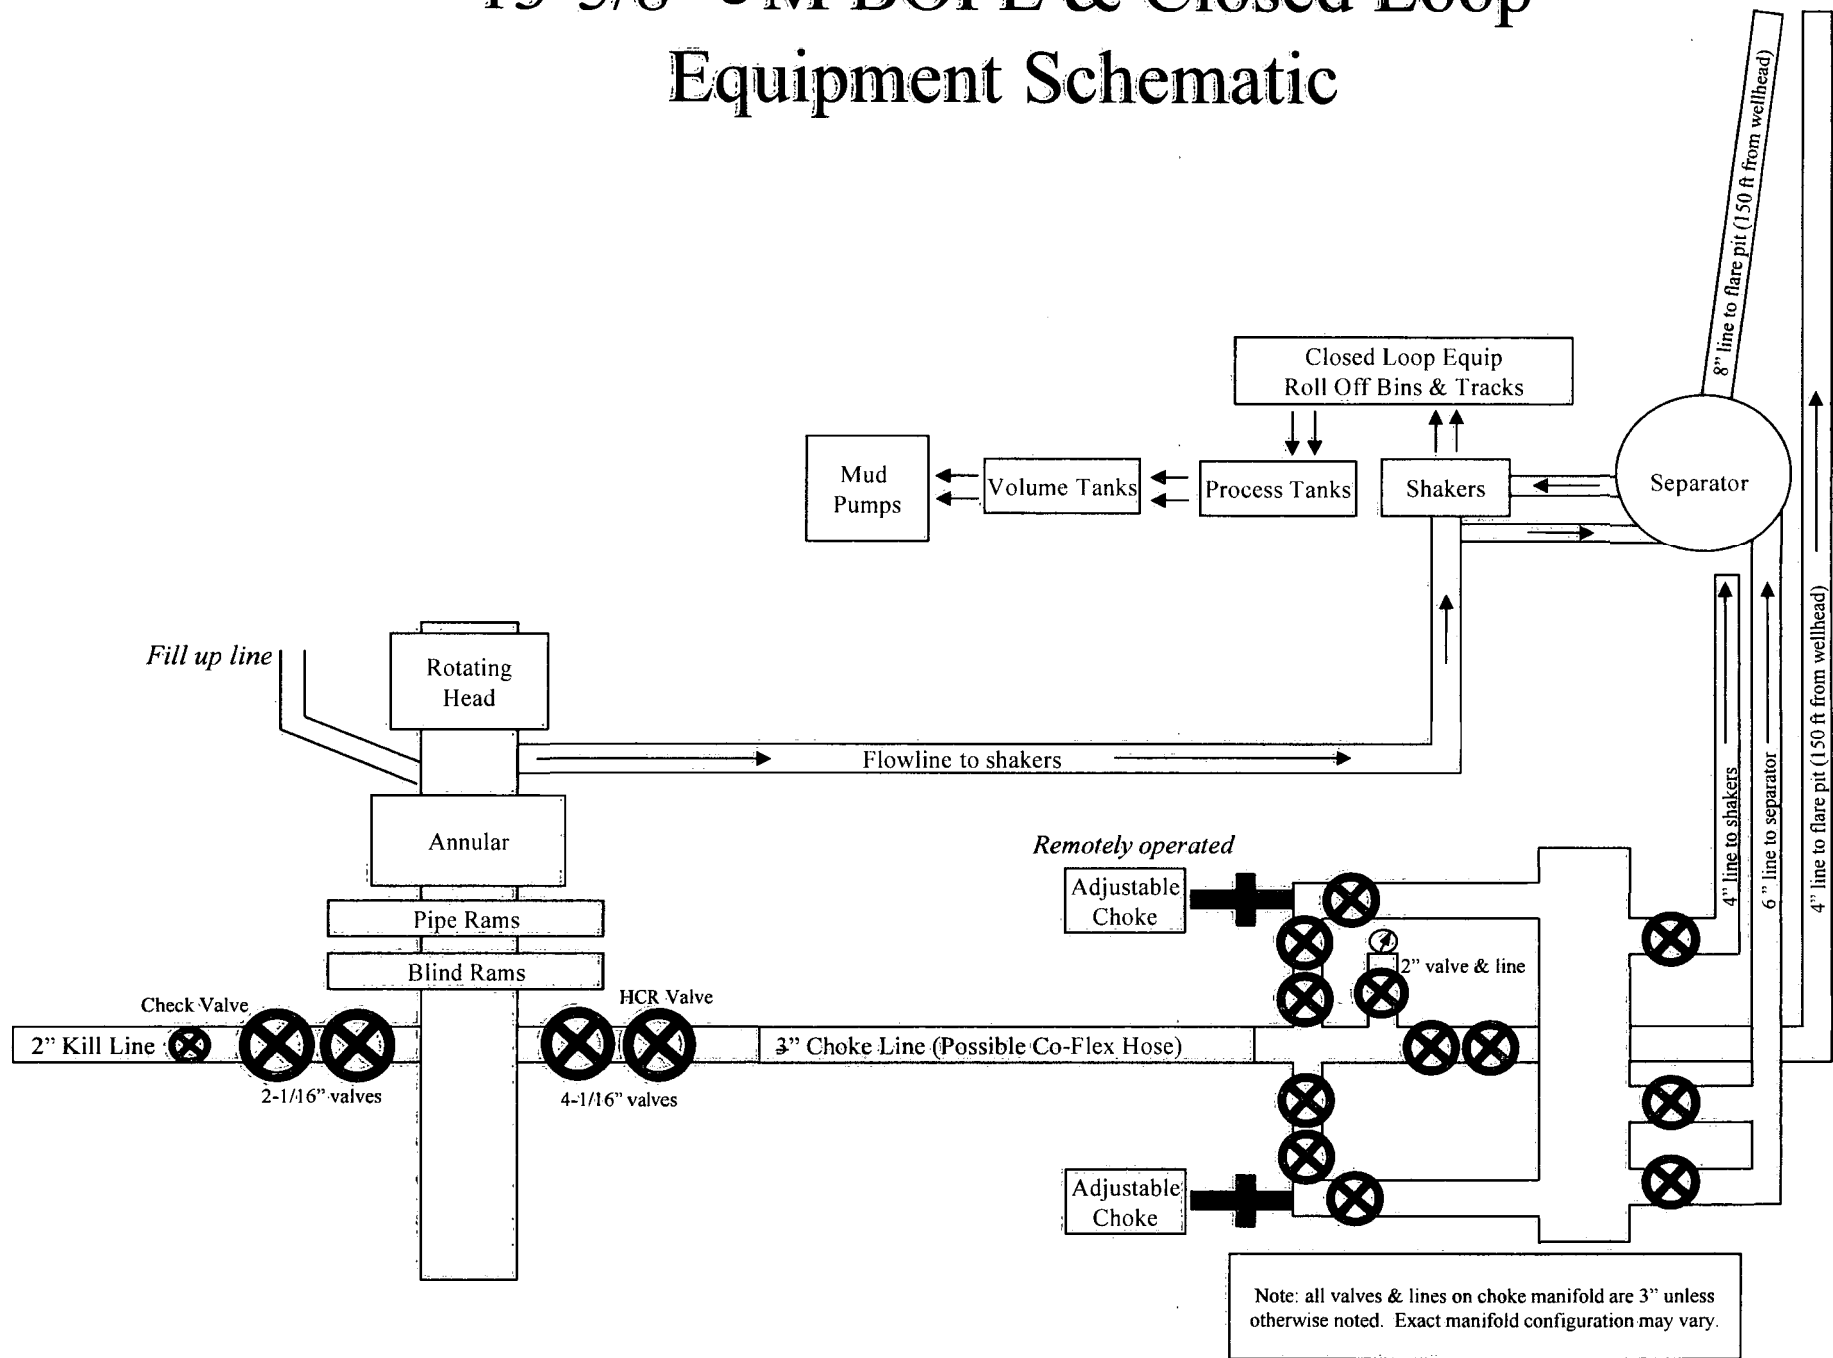 BOPE & Closed Loop
Equipment Schematic
8” line to flare pit (150 ft from wellhead)
Closed Loop Equip
Roll Off Bins & Tracks
Mud
Pumps
Volume Tanks
Process Tanks
Shakers
Separator
Fill up line
Rotating
Head
Flowline to shakers
Annular
Pipe Rams
Blind Rams
Check Valve
HCR Valve
2” Kill Line
3” Choke Line (Possible Co-Flex Hose)
2-1/16” valves
4-1/16” valves
Remotely operated
Adjustable
Choke
2” valve & line
Adjustable
Choke
4” line to shakers
6” line to separator
4” line to flare pit (150 ft from wellhead)
Note: all valves & lines on choke manifold are 3” unless
otherwise noted. Exact manifold configuration may vary.